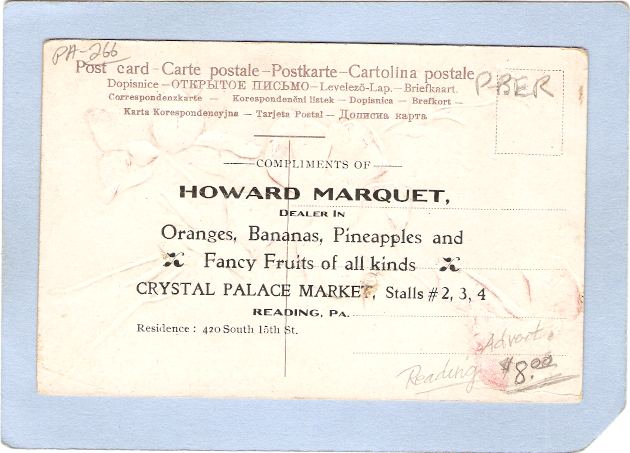 PA-266
Post card - Carte postale - Postkarte - Cartolina postale
PBER
Dopisnice - ОТКРЫТОЕ ПИСЬМО - Levelező-Lap. - Briefkaart.
Correspondenzkarte - Korespondenční lístek - Dopisnica - Brefkort -
Karta Korespondencyjna - Tarjeta Postal - Дописна карта
COMPLIMENTS OF
HOWARD MARQUET,
DEALER IN
Oranges, Bananas, Pineapples and
Fancy Fruits of all kinds
CRYSTAL PALACE MARKET, Stalls # 2, 3, 4
READING, PA.
Residence : 420 South 15th St.
Advert.
Reading $8.00